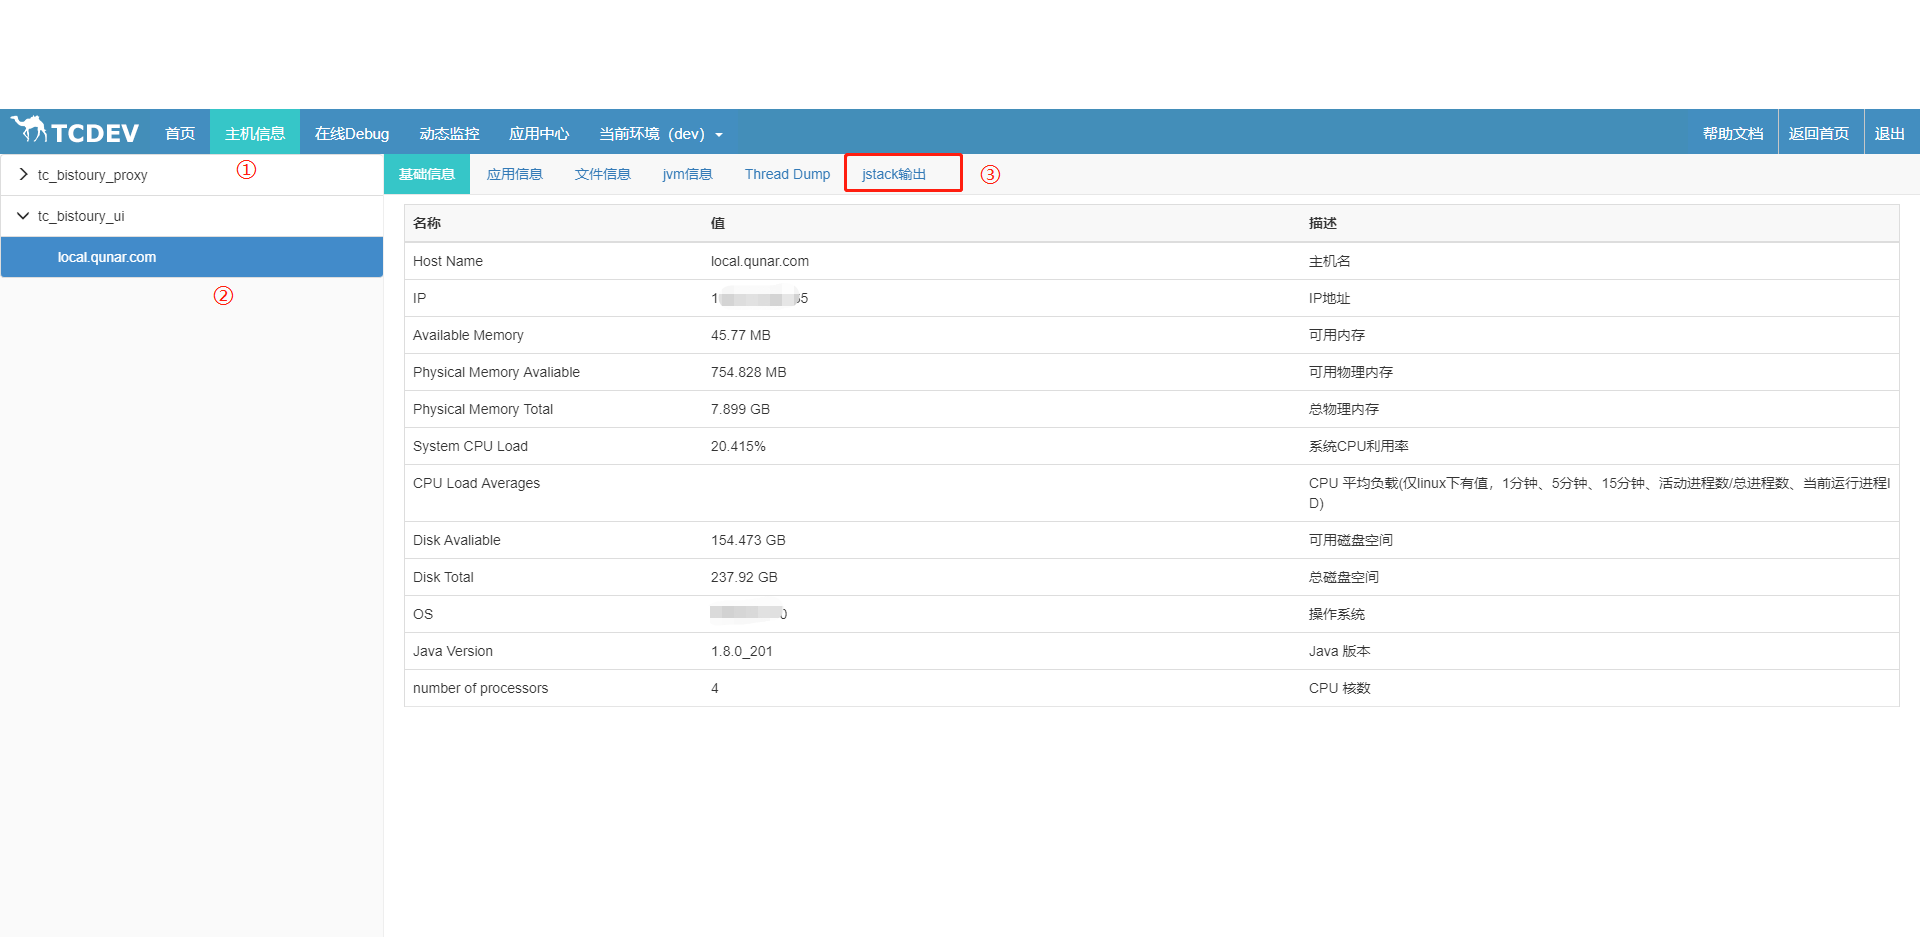 TCDEV 首页 主机信息 在线Debug 动态监控 应用中心 当前环境（dev） 帮助文档 返回首页 退出
①
tc_bistoury_proxy
tc_bistoury_ui
local.qunar.com
②
基础信息 应用信息 文件信息 jvm信息 Thread Dump jstack输出 ③
名称 值 描述
Host Name local.qunar.com 主机名
IP IP地址
Available Memory 45.77 MB 可用内存
Physical Memory Avaliable 754.828 MB 可用物理内存
Physical Memory Total 7.899 GB 总物理内存
System CPU Load 20.415% 系统CPU利用率
CPU Load Averages CPU 平均负载(仅linux下有值，1分钟、5分钟、15分钟、活动进程数/总进程数、当前运行进程I
D)
Disk Avaliable 154.473 GB 可用磁盘空间
Disk Total 237.92 GB 总磁盘空间
OS 操作系统
Java Version 1.8.0_201 Java 版本
number of processors 4 CPU 核数